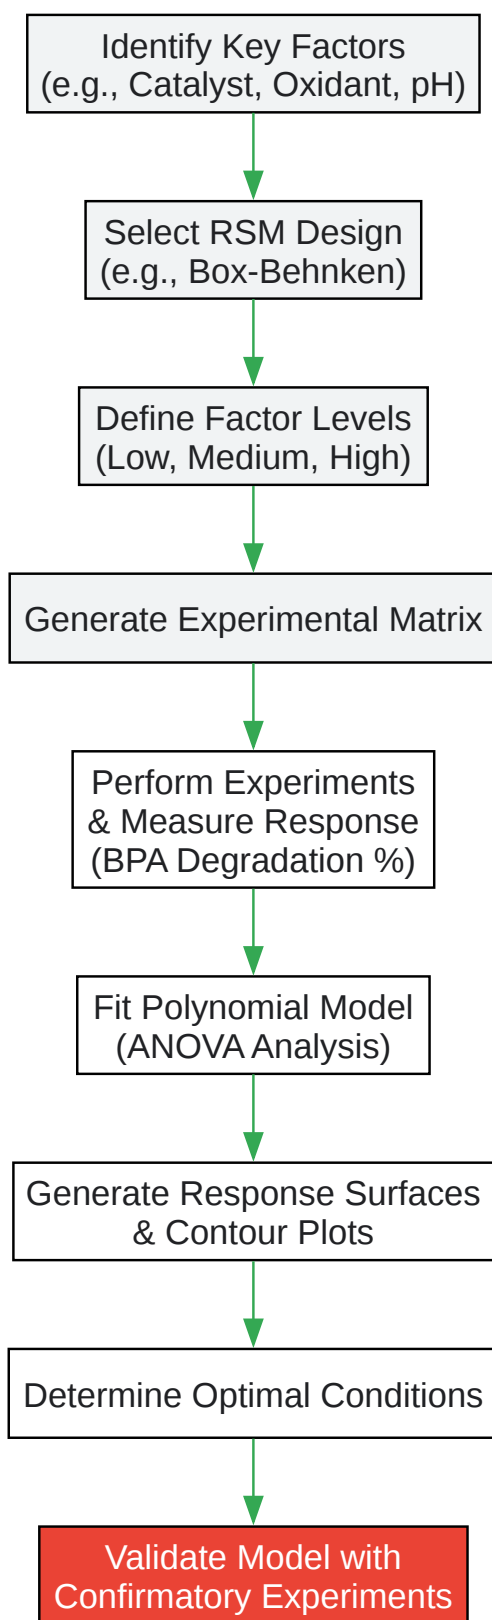 Identify Key Factors
(e.g., Catalyst, Oxidant, pH)
Select RSM Design
(e.g., Box-Behnken)
Define Factor Levels
(Low, Medium, High)
Generate Experimental Matrix
Perform Experiments
& Measure Response
(BPA Degradation %)
Fit Polynomial Model
(ANOVA Analysis)
Generate Response Surfaces
& Contour Plots
Determine Optimal Conditions
Validate Model with
Confirmatory Experiments